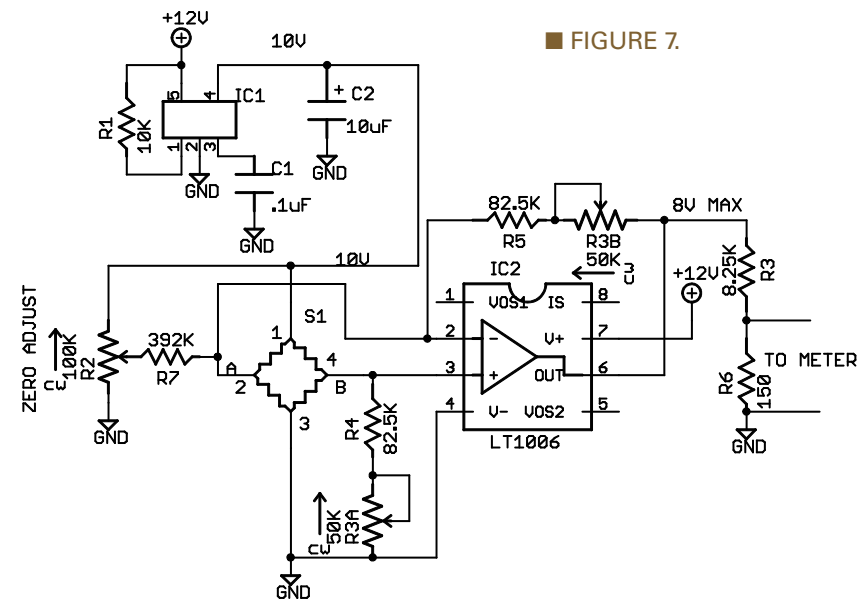 +12V
10V
■ FIGURE 7.
5
4
IC1
+
C2
10uF
R1
10K
1
2
3
GND
GND
C1
.1uF
GND
82.5K
R5
R3B
50K
CW
8V MAX
10V
IC2
+12V
8.25K
R3
ZERO ADJUST
CW
100K
R2
392K
R7
S1
1
A
2
4
B
3
1
VOS1
IS
8
2
-
V+
7
3
+
OUT
6
4
V-
VOS2
5
LT1006
TO METER
R6
150
GND
GND
R4
82.5K
CW
50K
R3A
GND